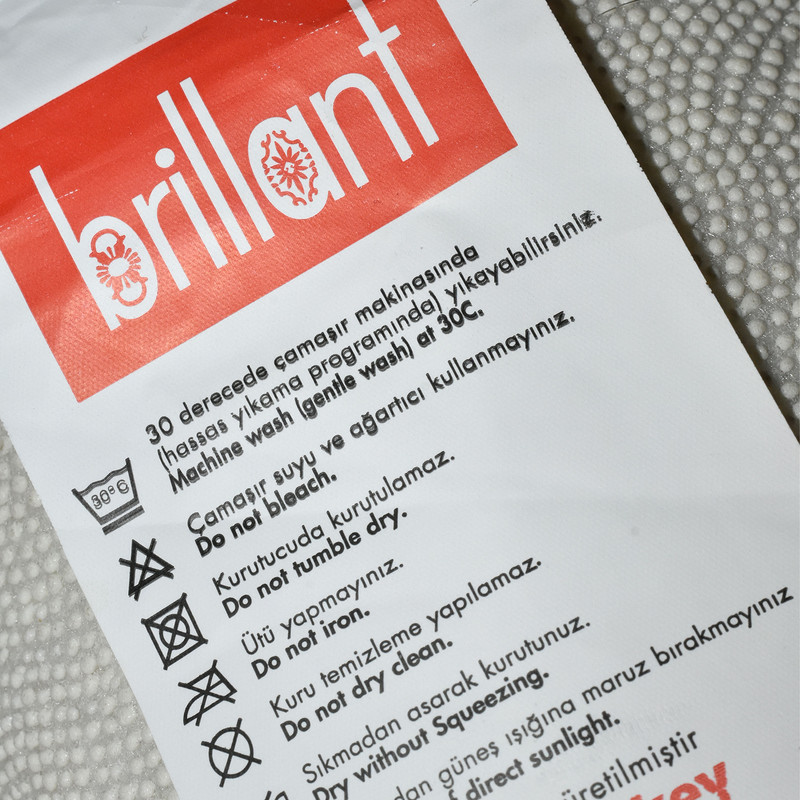 brillant
30 derecede çamaşır makinasında
(hassas yıkama programında) yıkayabilirsiniz.
Machine wash (gentle wash) at 30C.
30°C
Çamaşır suyu ve ağartıcı kullanmayınız.
Do not bleach.
Kurutucuda kurutulamaz.
Do not tumble dry.
Ütü yapmayınız.
Do not iron.
Kuru temizleme yapılamaz.
Do not dry clean.
Sıkmadan asarak kurutunuz.
Dry without Squeezing.
güneş ışığına maruz bırakmayınız
direct sunlight.
üretilmiştir